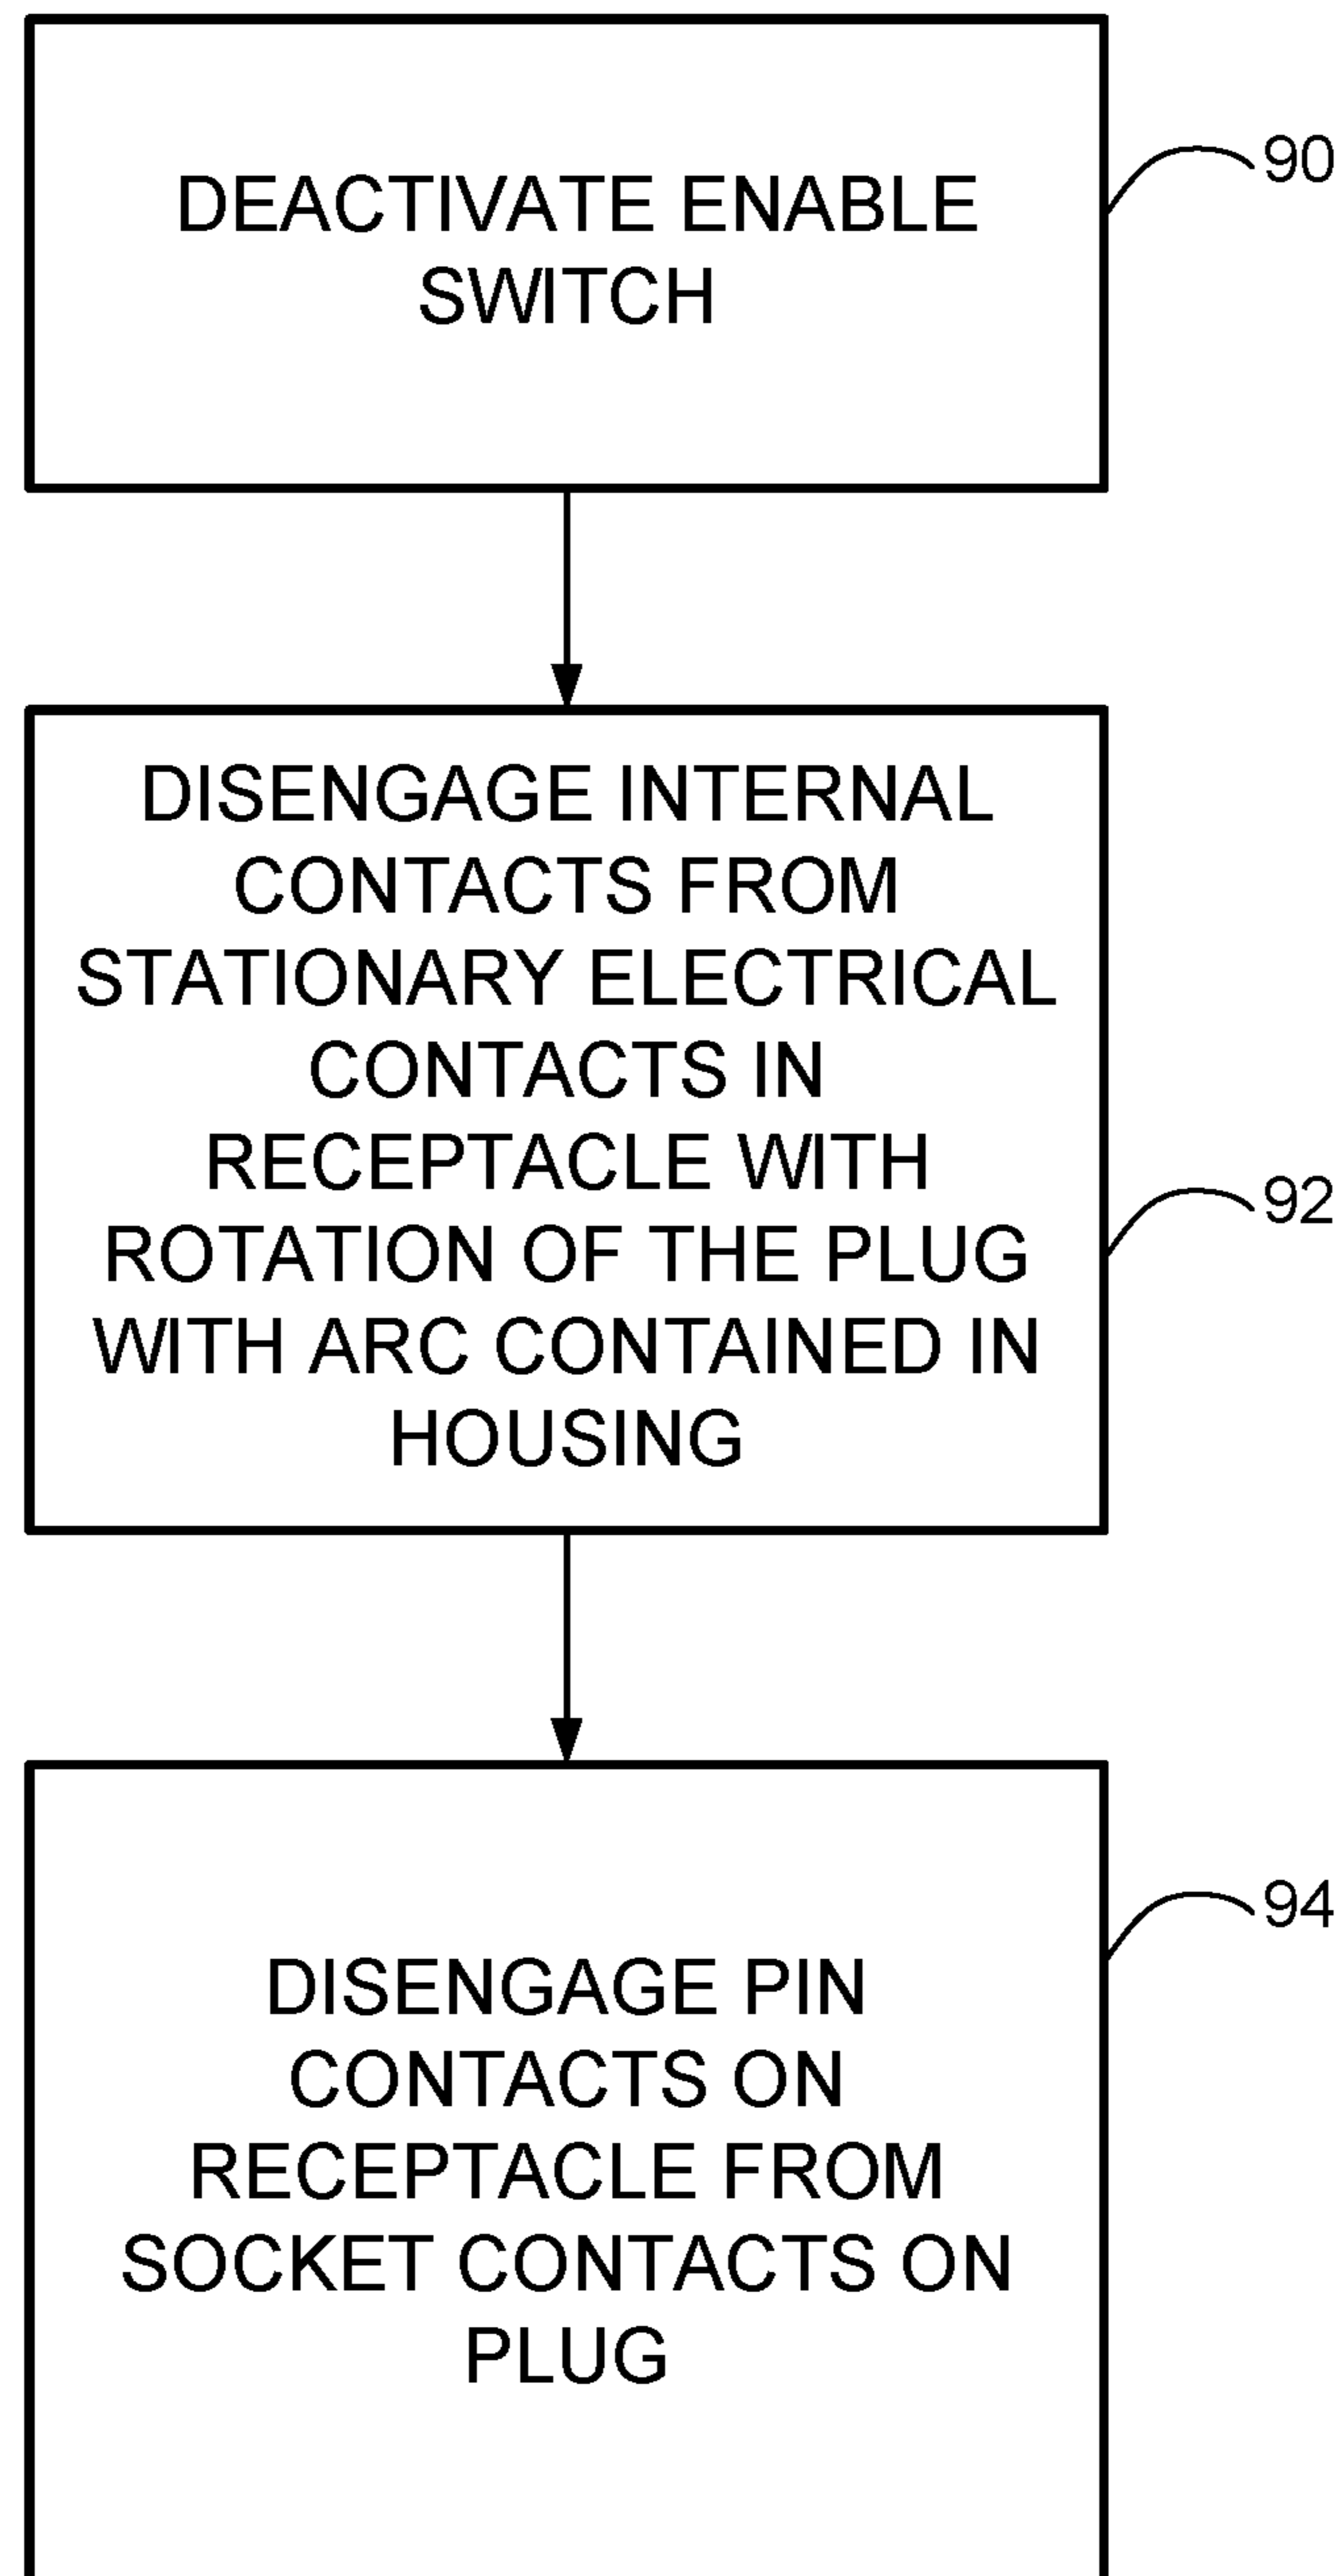 DEACTIVATE ENABLE
SWITCH
90
DISENGAGE INTERNAL
CONTACTS FROM
STATIONARY ELECTRICAL
CONTACTS IN
RECEPTACLE WITH
ROTATION OF THE PLUG
WITH ARC CONTAINED IN
HOUSING
92
DISENGAGE PIN
CONTACTS ON
RECEPTACLE FROM
SOCKET CONTACTS ON
PLUG
94